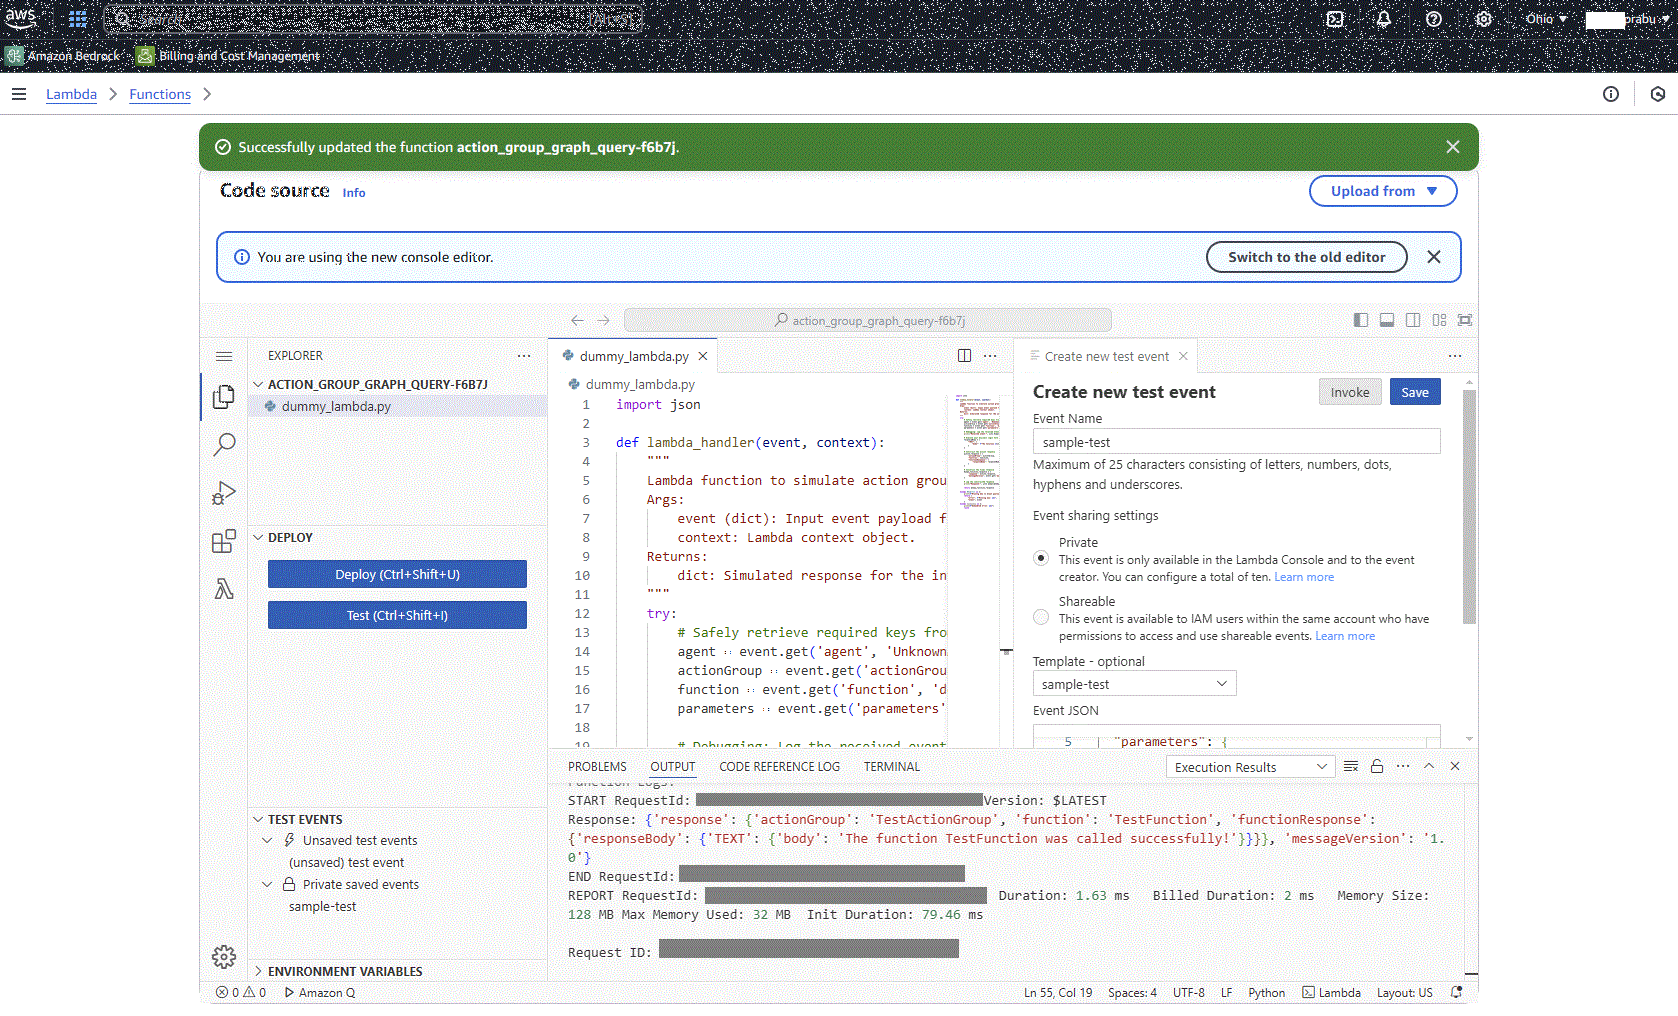 aws
Search
[Alt+S]
Ohio
prabu
Amazon Bedrock
Billing and Cost Management
Lambda
Functions
Successfully updated the function action_group_graph_query-f6b7j.
Code source Info
Upload from
You are using the new console editor.
Switch to the old editor
action_group_graph_query-f6b7j
EXPLORER
ACTION_GROUP_GRAPH_QUERY-F6B7J
dummy_lambda.py
DEPLOY
Deploy (Ctrl+Shift+U)
Test (Ctrl+Shift+I)
TEST EVENTS
Unsaved test events
(unsaved) test event
Private saved events
sample-test
ENVIRONMENT VARIABLES
dummy_lambda.py
dummy_lambda.py
1 import json
2
3 def lambda_handler(event, context):
4 """
5 Lambda function to simulate action grou
6 Args:
7 event (dict): Input event payload f
8 context: Lambda context object.
9 Returns:
10 dict: Simulated response for the in
11 """
12 try:
13 # Safely retrieve required keys fro
14 agent = event.get('agent', 'Unknown
15 actionGroup = event.get('actionGrou
16 function = event.get('function', 'd
17 parameters = event.get('parameters'
18
19 # Debugging: Log the received event
Create new test event
Create new test event
Invoke
Save
Event Name
sample-test
Maximum of 25 characters consisting of letters, numbers, dots,
hyphens and underscores.
Event sharing settings
Private
This event is only available in the Lambda Console and to the event
creator. You can configure a total of ten. Learn more
Shareable
This event is available to IAM users within the same account who have
permissions to access and use shareable events. Learn more
Template - optional
sample-test
Event JSON
5 "parameters": {
PROBLEMS
OUTPUT
CODE REFERENCE LOG
TERMINAL
Execution Results
Function Logs:
START RequestId: Version: $LATEST
Response: {'response': {'actionGroup': 'TestActionGroup', 'function': 'TestFunction', 'functionResponse':
{'responseBody': {'TEXT': {'body': 'The function TestFunction was called successfully!'}}}}, 'messageVersion': '1.
0'}
END RequestId:
REPORT RequestId: Duration: 1.63 ms Billed Duration: 2 ms Memory Size:
128 MB Max Memory Used: 32 MB Init Duration: 79.46 ms
Request ID:
0 0
Amazon Q
Ln 55, Col 19
Spaces: 4
UTF-8
LF
Python
Lambda
Layout: US